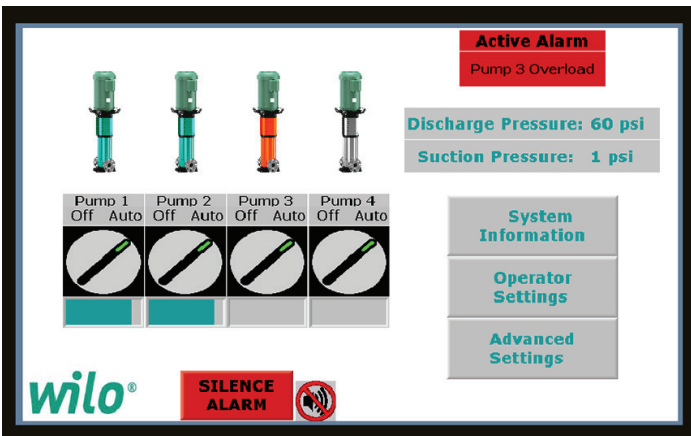 Active Alarm
Pump 3 Overload
Discharge Pressure: 60 psi
Suction Pressure: 1 psi
Pump 1 Pump 2 Pump 3 Pump 4
Off Auto Off Auto Off Auto Off Auto
System
Information
Operator
Settings
Advanced
Settings
wilo®
SILENCE
ALARM